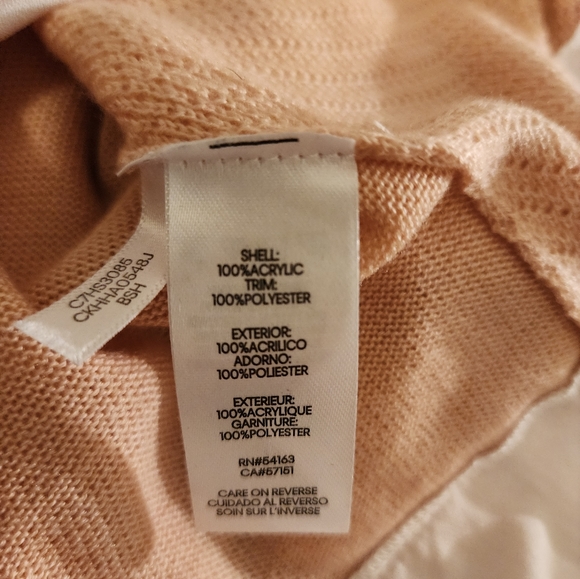 C7HS3085
CKHHA0548J
BSH
SHELL:
100%ACRYLIC
TRIM:
100%POLYESTER
EXTERIOR:
100%ACRILICO
ADORNO:
100%POLIESTER
EXTERIEUR:
100%ACRYLIQUE
GARNITURE:
100%POLYESTER
RN#54163
CA#57151
CARE ON REVERSE
CUIDADO AL REVERSO
SOIN SUR L'INVERSE